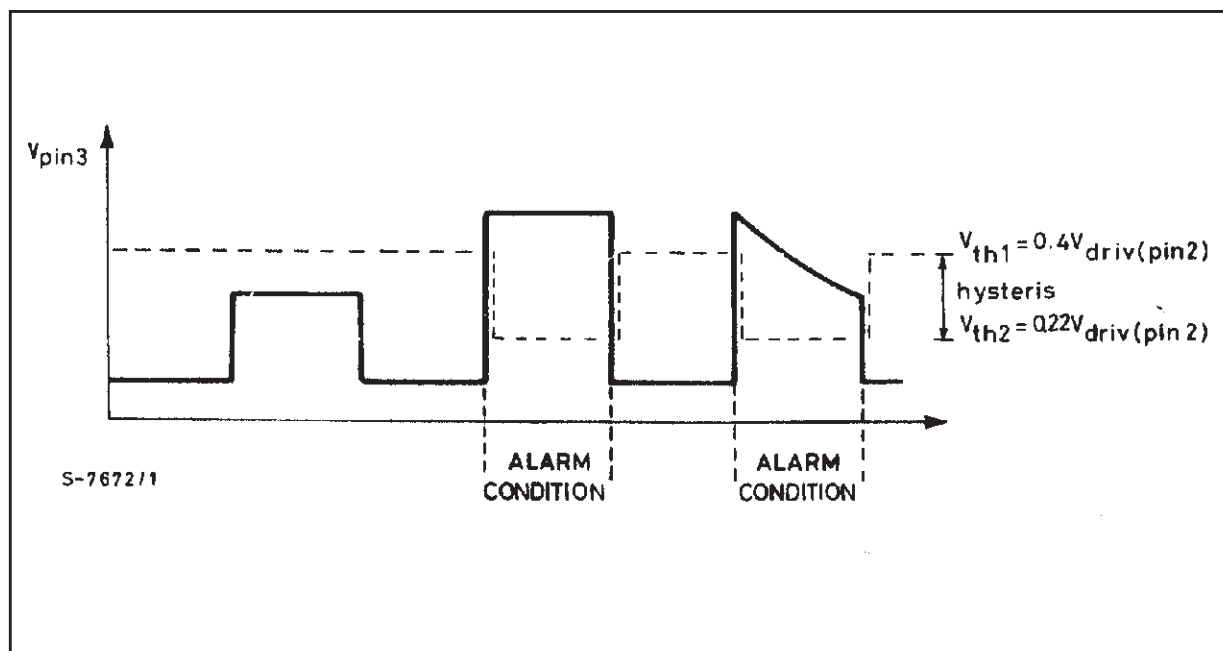 Vpin3
Vth1 = 0.4Vdriv(pin2)
hysteris
Vth2 = 0.22Vdriv(pin 2)
S-7672/1
ALARM
CONDITION
ALARM
CONDITION